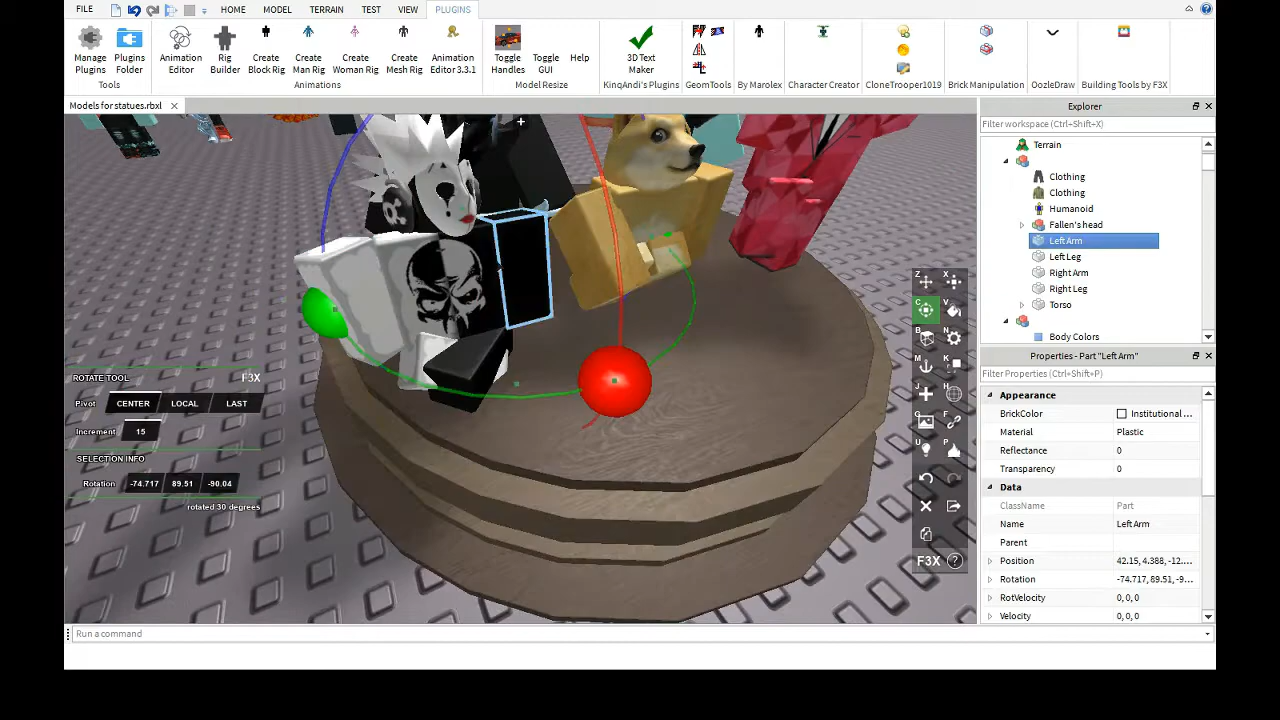 FILE HOME MODEL TERRAIN TEST VIEW PLUGINS
Manage Plugins
Plugins Folder
Animation Editor
Rig Builder
Create Block Rig
Create Man Rig
Create Woman Rig
Create Mesh Rig
Animation Editor 3.3.1
Toggle Handles
Toggle GUI
Help
3D Text Maker
Tools Animations Model Resize KinqAndi's Plugins GeomTools By Marolex Character Creator CloneTrooper1019 Brick Manipulation OozleDraw Building Tools by F3X
Models for statues.rbxl
Explorer
Filter workspace (Ctrl+Shift+X)
Terrain
Clothing
Clothing
Humanoid
Fallen's head
Left Arm
Left Leg
Right Arm
Right Leg
Torso
Body Colors
Properties - Part "Left Arm"
Filter Properties (Ctrl+Shift+P)
Appearance
BrickColor Institutional ...
Material Plastic
Reflectance 0
Transparency 0
Data
ClassName Part
Name Left Arm
Parent
Position 42.15, 4.388, -12....
Rotation -74.717, 89.51, -9...
RotVelocity 0, 0, 0
Velocity 0, 0, 0
ROTATE TOOL F3X
Pivot CENTER LOCAL LAST
Increment 15
SELECTION INFO
Rotation -74.717 89.51 -90.04
rotated 30 degrees
Z X
C V
B N
M K
J H
G F
U P
F3X ?
Run a command